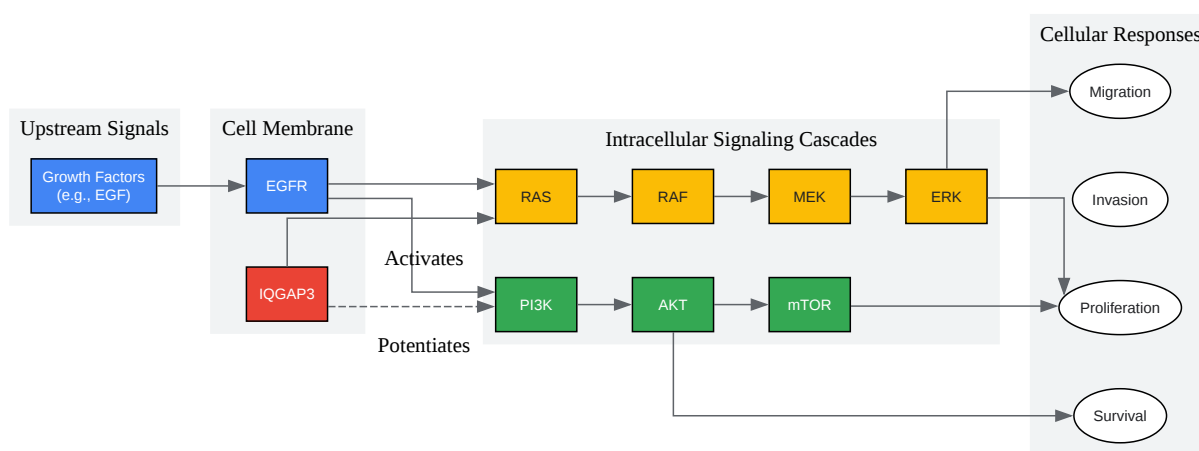 Cellular Responses
Migration
Upstream Signals
Cell Membrane
Intracellular Signaling Cascades
Growth Factors
(e.g., EGF)
EGFR
RAS
RAF
MEK
ERK
Invasion
Activates
IQGAP3
PI3K
AKT
mTOR
Proliferation
Potentiates
Survival